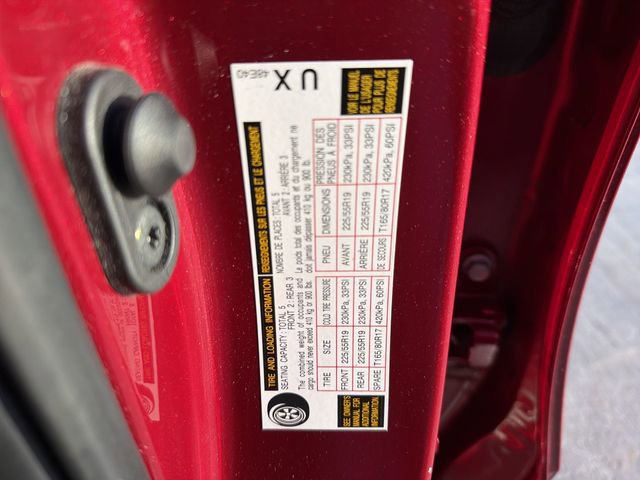 TIRE AND LOADING INFORMATION
RENSEIGNEMENTS SUR LES PNEUS ET LE CHARGEMENT
SEATING CAPACITY : TOTAL 5
FRONT 2 : REAR 3
NOMBRE DE PLACES : TOTAL 5
AVANT 2 : ARRIÈRE 3
The combined weight of occupants and
cargo should never exceed 410 kg or 900 lbs.
Le poids total des occupants et du chargement ne
doit jamais dépasser 410 kg ou 900 lb.
TIRE SIZE COLD TIRE PRESSURE
FRONT 225/55R19 230kPa, 33PSI
REAR 225/55R19 230kPa, 33PSI
SPARE T165/80R17 420kPa, 60PSI
PNEU DIMENSIONS PRESSION DES PNEUS À FROID
AVANT 225/55R19 230kPa, 33PSI
ARRIÈRE 225/55R19 230kPa, 33PSI
DE SECOURS T165/80R17 420kPa, 60PSI
SEE OWNER'S
MANUAL FOR
ADDITIONAL
INFORMATION
VOIR LE MANUEL
DE L'USAGER
POUR PLUS DE
UX
48E40